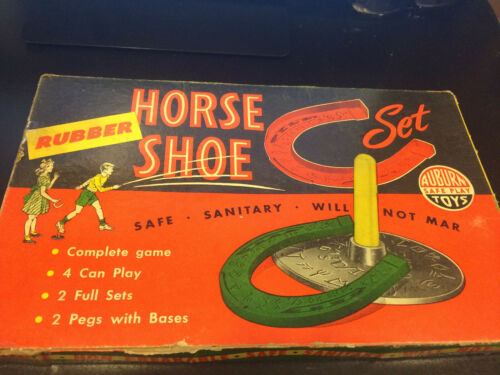 RUBBER
HORSE
SHOE
Set
AUBURN
SAFE PLAY
TOYS
SAFE · SANITARY · WILL NOT MAR
• Complete game
• 4 Can Play
• 2 Full Sets
• 2 Pegs with Bases